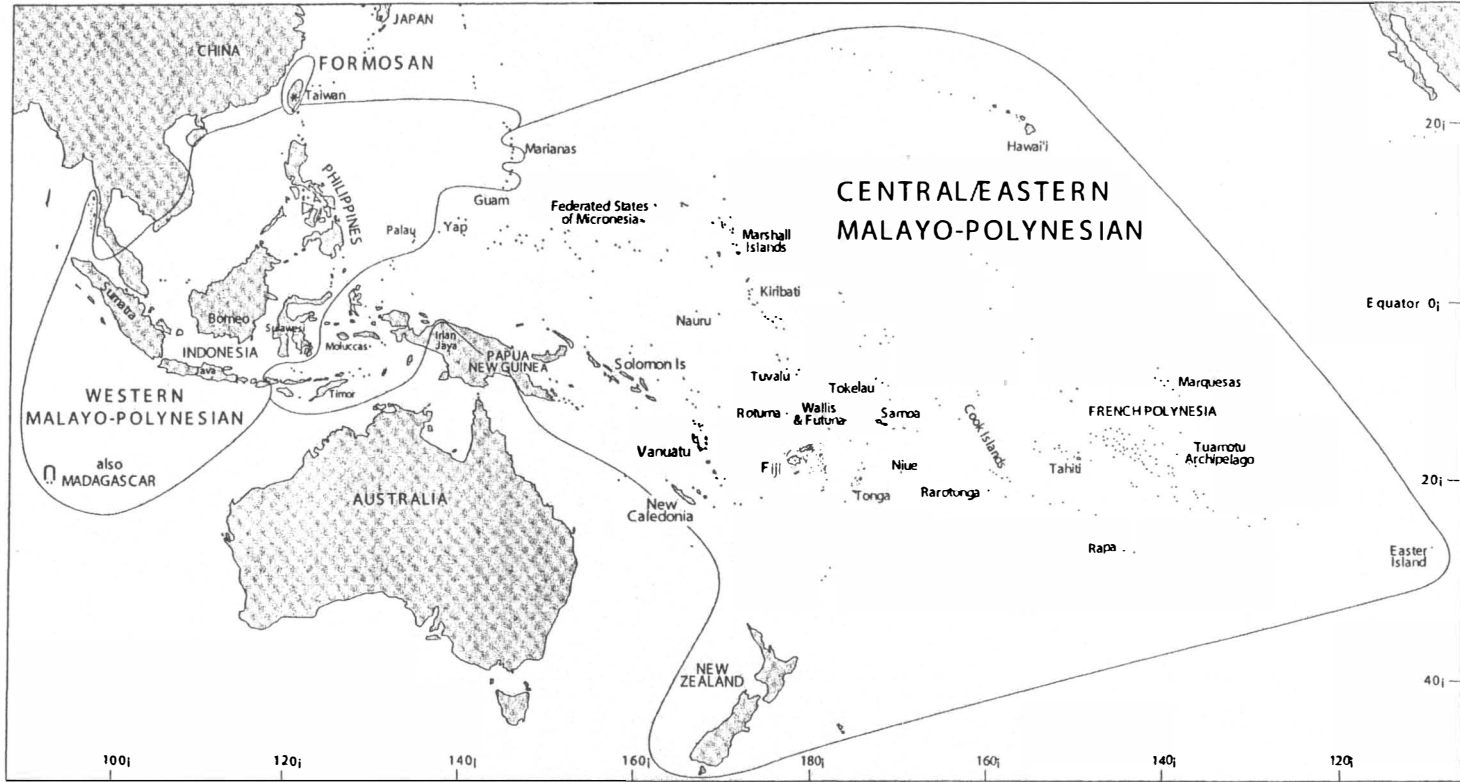 JAPAN
CHINA
FORMOSAN
Taiwan
20¡
Hawai'i
Marianas
PHILIPPINES
CENTRAL/EASTERN
MALAYO-POLYNESIAN
Guam
Federated States
of Micronesia
Palau
Yap
Marshall
Islands
Kiribati
Equator 0¡
Sumatra
Borneo
Sulawesi
Nauru
INDONESIA
Moluccas
Irian
Jaya
PAPUA
NEW GUINEA
Solomon Is
Java
Timor
Tuvalu
Tokelau
Marquesas
WESTERN
MALAYO-POLYNESIAN
Rotuma
Wallis
& Futuna
Samoa
Cook Islands
FRENCH POLYNESIA
also
MADAGASCAR
Vanuatu
Fiji
Niue
Tahiti
Tuamotu
Archipelago
AUSTRALIA
Tonga
Rarotonga
20¡
New
Caledonia
Rapa
Easter
Island
NEW
ZEALAND
40¡
100¡
120¡
140¡
160¡
180¡
160¡
140¡
120¡